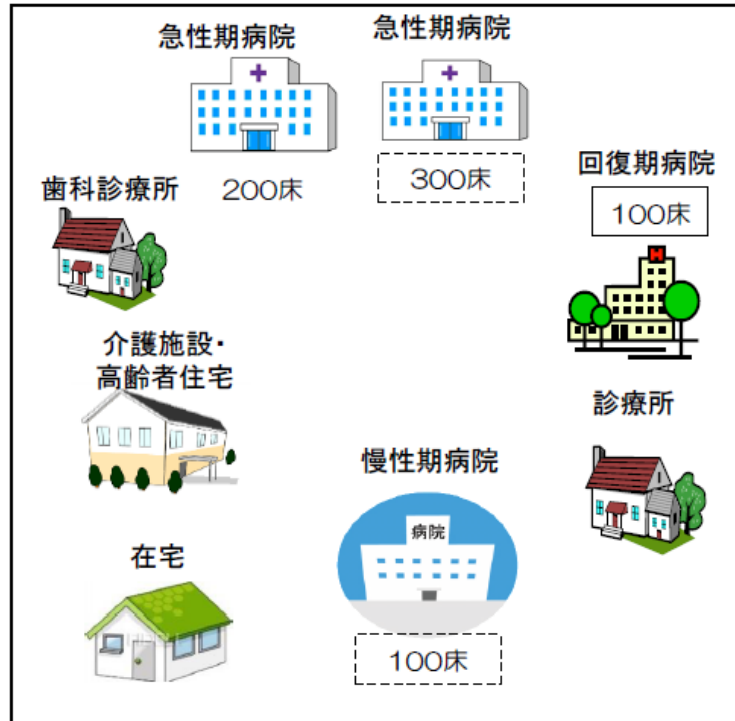 急性期病院
急性期病院
200床
300床
回復期病院
100床
歯科診療所
介護施設・
高齢者住宅
診療所
慢性期病院
病院
100床
在宅